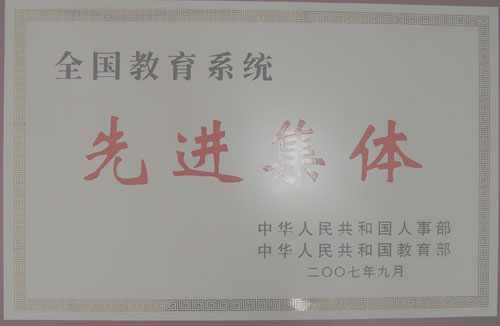 全国教育系统
先进集体
中华人民共和国人事部
中华人民共和国教育部
二〇〇七年九月